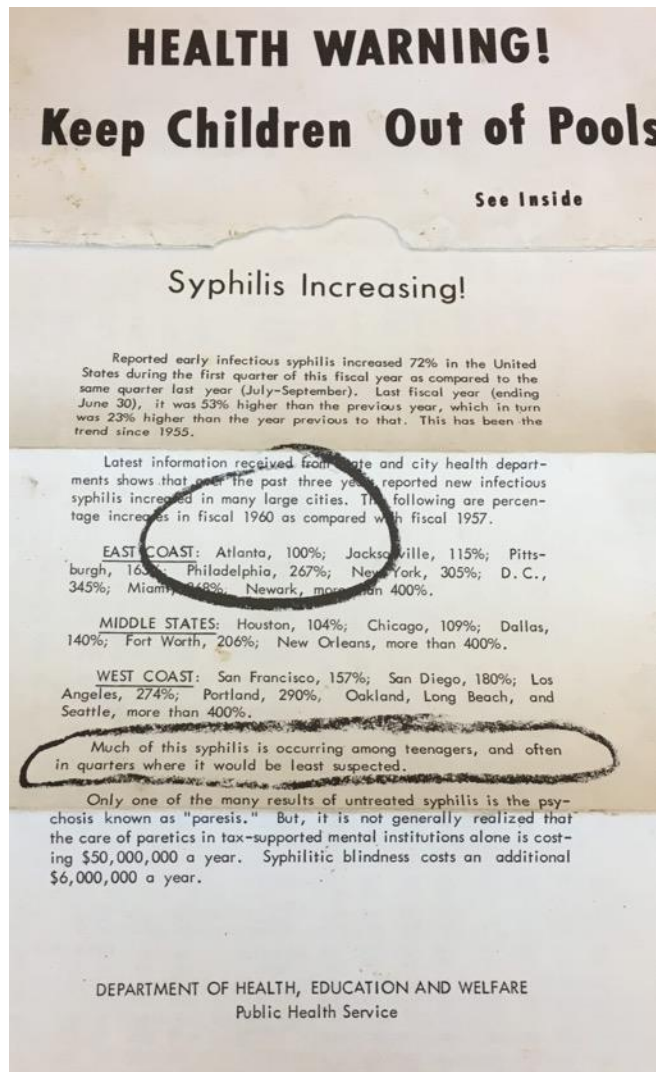 HEALTH WARNING!
Keep Children Out of Pools
See Inside
Syphilis Increasing!
Reported early infectious syphilis increased 72% in the United
States during the first quarter of this fiscal year as compared to the
same quarter last year (July-September). Last fiscal year (ending
June 30), it was 53% higher than the previous year, which in turn
was 23% higher than the year previous to that. This has been the
trend since 1955.
Latest information received from state and city health depart-
ments shows that over the past three years reported new infectious
syphilis increased in many large cities. The following are percen-
tage increases in fiscal 1960 as compared with fiscal 1957.
EAST COAST: Atlanta, 100%; Jacksonville, 115%; Pitts-
burgh, 163%; Philadelphia, 267%; New York, 305%; D.C.,
345%; Miami, Newark, more than 400%.
MIDDLE STATES: Houston, 104%; Chicago, 109%; Dallas,
140%; Fort Worth, 206%; New Orleans, more than 400%.
WEST COAST: San Francisco, 157%; San Diego, 180%; Los
Angeles, 274%; Portland, 290%, Oakland, Long Beach, and
Seattle, more than 400%.
Much of this syphilis is occurring among teenagers, and often
in quarters where it would be least suspected.
Only one of the many results of untreated syphilis is the psy-
chosis known as "paresis." But, it is not generally realized that
the care of paretics in tax-supported mental institutions alone is cost-
ing $50,000,000 a year. Syphilitic blindness costs an additional
$6,000,000 a year.
DEPARTMENT OF HEALTH, EDUCATION AND WELFARE
Public Health Service